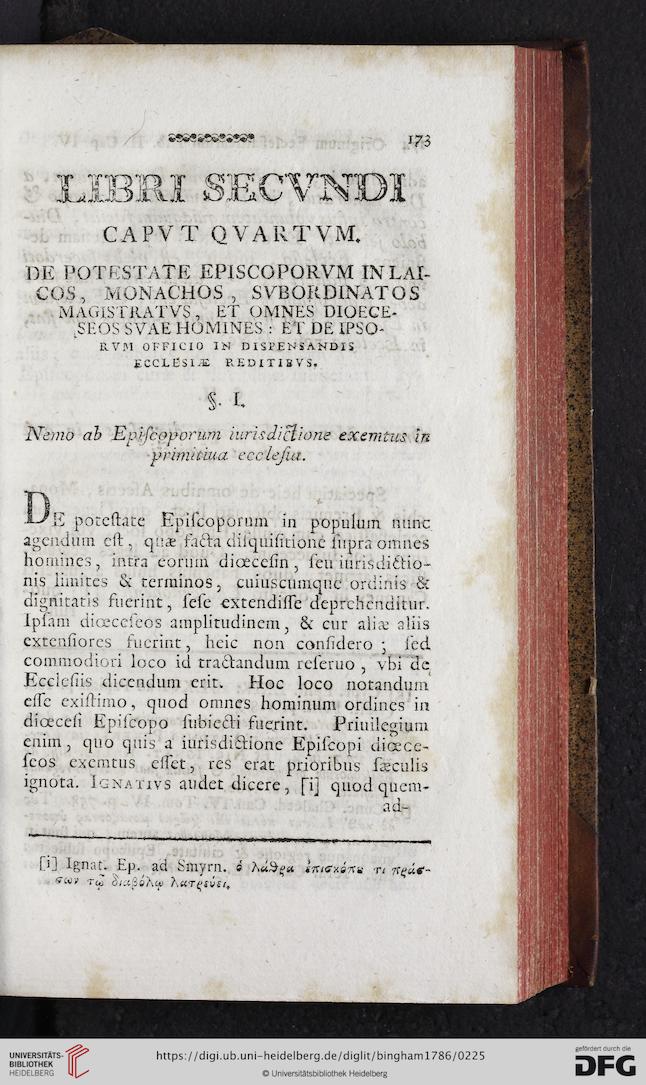 173
LIBRI SECVNDI
CAPVT QVARTVM.
DE POTESTATE EPISCOPORVM IN LAI-
COS, MONACHOS, SVBORDINATOS
MAGISTRATVS, ET OMNES DIOECE-
SEOS SVAE HOMINES: ET DE IPSO-
RVM OFFICIO IN DISPENSANDIS
ECCLESIÆ REDITIBVS.
§. I.
Nemo ab Epiſcoporum iurisdictione exemtus in
primitiua eccleſia.
DE poteſtate Epiſcoporum in populum nunc
agendum eſt, quæ facta diſquiſitione ſupra omnes
homines, intra eorum diœceſin, ſeu iurisdictio-
nis limites & terminos, cuiuscumque ordinis &
dignitatis fuerint, ſeſe extendiſſe deprehenditur.
Ipſam diœceſeos amplitudinem, & cur aliæ aliis
extenſiores fuerint, heic non conſidero; ſed
commodiori loco id tractandum reſeruo, vbi de
Eccleſiis dicendum erit. Hoc loco notandum
eſſe exiſtimo, quod omnes hominum ordines in
diœceſi Epiſcopo ſubiecti fuerint. Priuilegium
enim, quo quis a iurisdictione Epiſcopi diœce-
ſeos exemtus eſſet, res erat prioribus ſæculis
ignota. IGNATIVS audet dicere, [i] quod quem-
ad-
[i] Ignat. Ep. ad Smyrn. ὁ λάθρα ἐπισκόπου τι πράσ-
σων τῷ διαβόλῳ λατρεύει.
UNIVERSITÄTS-
BIBLIOTHEK
HEIDELBERG
https://digi.ub.uni-heidelberg.de/diglit/bingham1786/0225
© Universitätsbibliothek Heidelberg
gefördert durch die
DFG